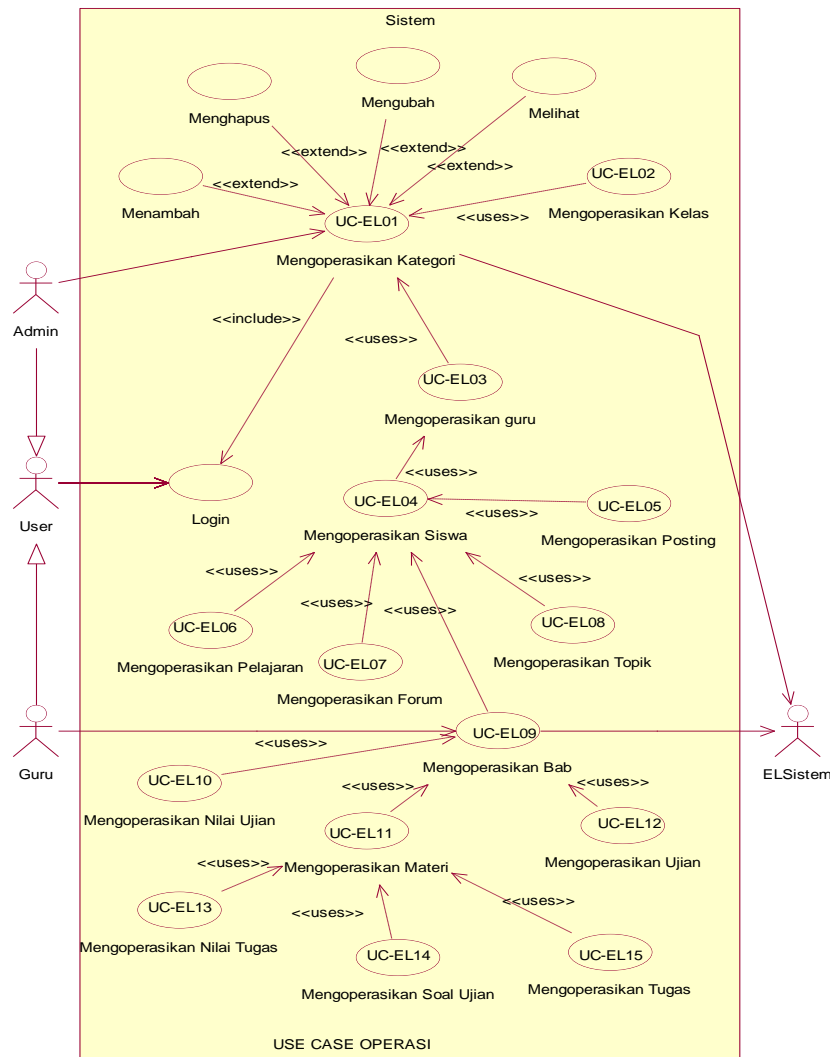 Sistem
Menghapus
Mengubah
Melihat
<<extend>>
<<extend>>
<<extend>>
<<extend>>
Menambah
UC-EL02
<<uses>>
Mengoperasikan Kelas
UC-EL01
Mengoperasikan Kategori
Admin
<<include>>
<<uses>>
UC-EL03
Mengoperasikan guru
<<uses>>
User
Login
UC-EL04
UC-EL05
<<uses>>
Mengoperasikan Siswa
Mengoperasikan Posting
<<uses>>
<<uses>>
<<uses>>
<<uses>>
UC-EL06
UC-EL08
Mengoperasikan Pelajaran
UC-EL07
Mengoperasikan Topik
Mengoperasikan Forum
Guru
UC-EL09
<<uses>>
Mengoperasikan Bab
ELSistem
UC-EL10
<<uses>>
<<uses>>
Mengoperasikan Nilai Ujian
UC-EL11
UC-EL12
Mengoperasikan Materi
Mengoperasikan Ujian
<<uses>>
UC-EL13
<<uses>>
<<uses>>
Mengoperasikan Nilai Tugas
UC-EL14
UC-EL15
Mengoperasikan Soal Ujian
Mengoperasikan Tugas
USE CASE OPERASI